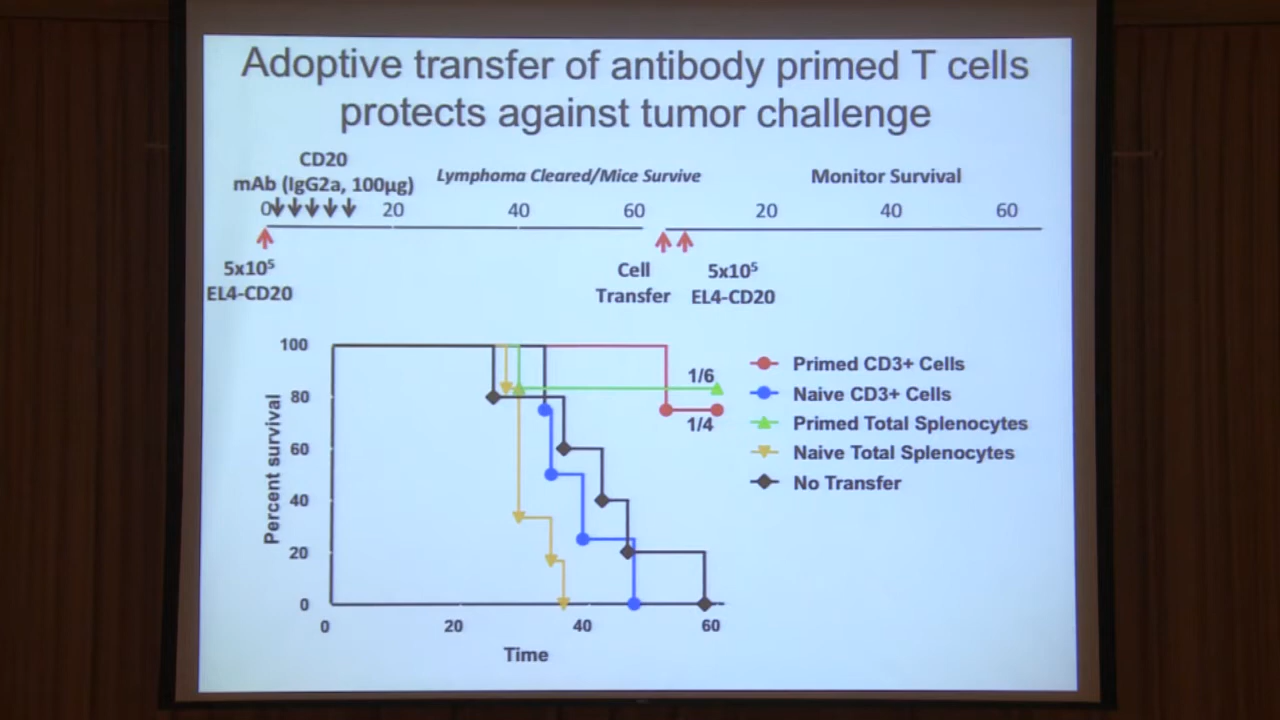 Adoptive transfer of antibody primed T cells
protects against tumor challenge
CD20
mAb (IgG2a, 100µg)
Lymphoma Cleared/Mice Survive
Monitor Survival
0 20 40 60 20 40 60
5x10⁵
EL4-CD20
Cell
Transfer
5x10⁵
EL4-CD20
100
80
60
40
20
0
Percent survival
1/6
1/4
0 20 40 60
Time
Primed CD3+ Cells
Naive CD3+ Cells
Primed Total Splenocytes
Naive Total Splenocytes
No Transfer